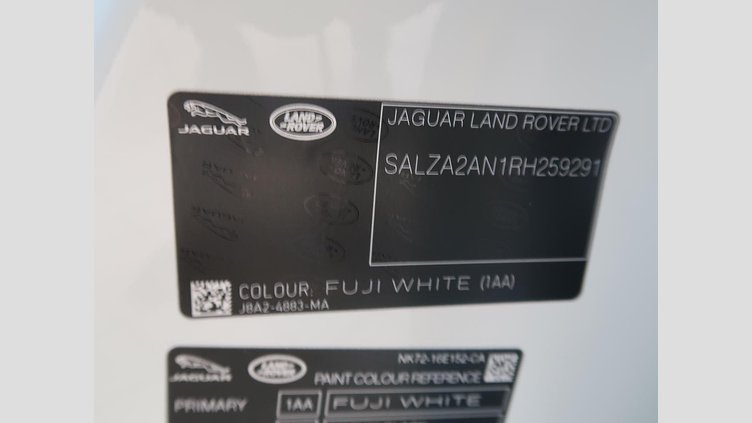 JAGUAR
LAND ROVER
JAGUAR LAND ROVER LTD
SALZA2AN1RH259291
COLOUR: FUJI WHITE (1AA)
J8A2-4883-MA
JAGUAR
LAND ROVER
NK72-16E152-CA
PAINT COLOUR REFERENCE
PRIMARY 1AA FUJI WHITE